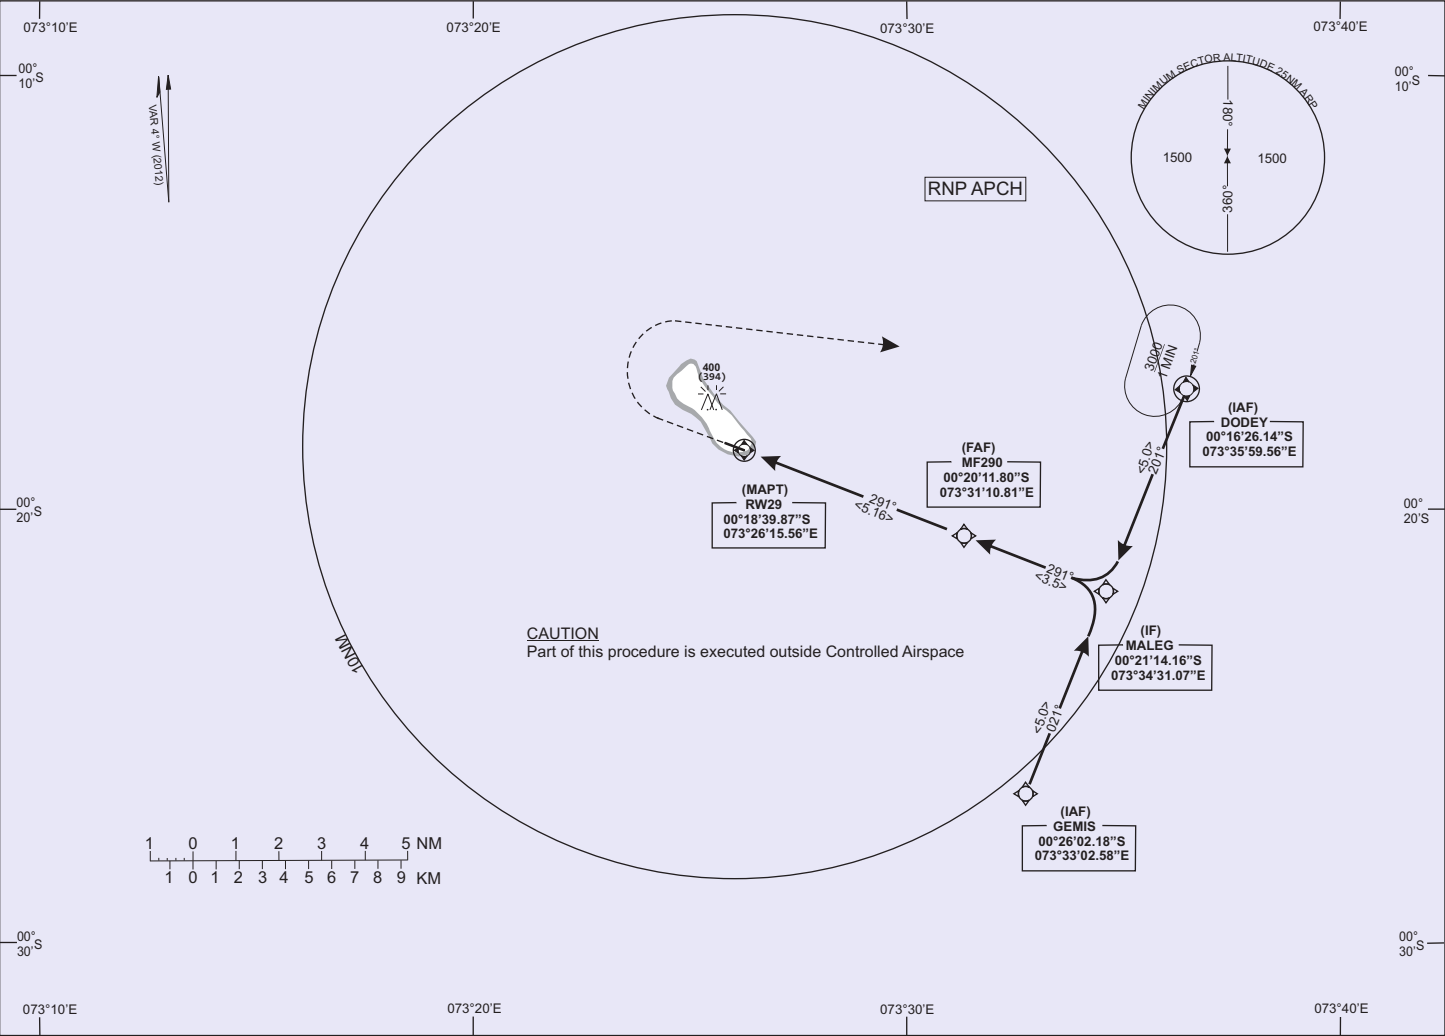 073°10'E
073°20'E
073°30'E
073°40'E
00°
10'S
00°
10'S
VAR 4° W (2012)
MINIMUM SECTOR ALTITUDE 25NM ARP
180°
1500
1500
360°
RNP APCH
3000
1 MIN
201°
400
(394)
(IAF)
DODEY
00°16’26.14”S
073°35’59.56”E
<5.0>
201°
(FAF)
MF290
00°20’11.80”S
073°31’10.81”E
(MAPT)
RW29
00°18’39.87”S
073°26’15.56”E
291°
<5.16>
00°
20'S
00°
20'S
291°
<3.5>
CAUTION
Part of this procedure is executed outside Controlled Airspace
10NM
(IF)
MALEG
00°21’14.16”S
073°34’31.07”E
<5.0>
021°
(IAF)
GEMIS
00°26’02.18”S
073°33’02.58”E
1 0 1 2 3 4 5 NM
1 0 1 2 3 4 5 6 7 8 9 KM
00°
30'S
00°
30'S
073°10'E
073°20'E
073°30'E
073°40'E